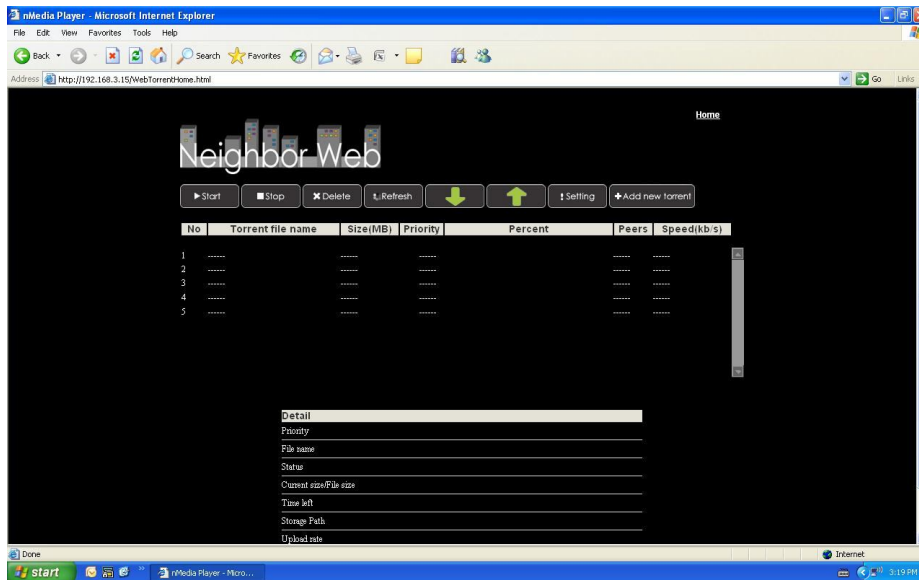 nMedia Player - Microsoft Internet Explorer
File Edit View Favorites Tools Help
Back Search Favorites
Address http://192.168.3.15/WebTorrentHome.html Go Links
Home
Neighbor Web
Start Stop Delete Refresh Setting Add new torrent
No Torrent file name Size(MB) Priority Percent Peers Speed(kb/s)
1 ------ ------ ------ ------ ------
2 ------ ------ ------ ------ ------
3 ------ ------ ------ ------ ------
4 ------ ------ ------ ------ ------
5 ------ ------ ------ ------ ------
Detail
Priority
File name
Status
Current size/File size
Time left
Storage Path
Upload rate
Done Internet
start nMedia Player - Micro... 3:19 PM